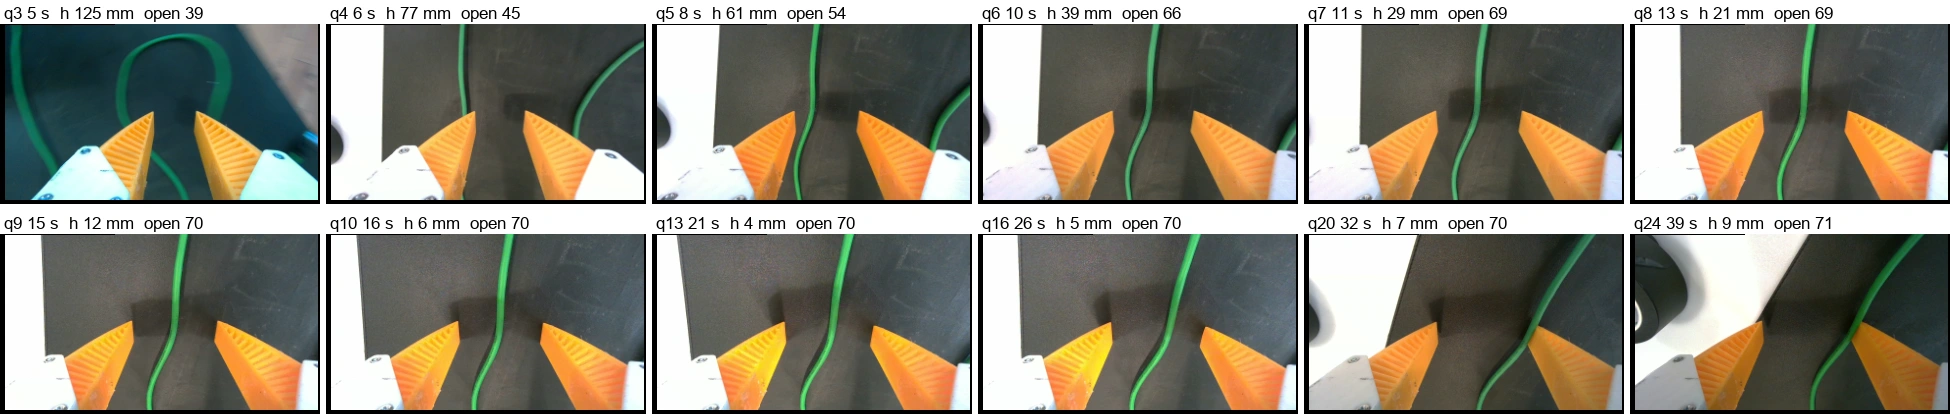 q3 5 s h 125 mm open 39
q4 6 s h 77 mm open 45
q5 8 s h 61 mm open 54
q6 10 s h 39 mm open 66
q7 11 s h 29 mm open 69
q8 13 s h 21 mm open 69
q9 15 s h 12 mm open 70
q10 16 s h 6 mm open 70
q13 21 s h 4 mm open 70
q16 26 s h 5 mm open 70
q20 32 s h 7 mm open 70
q24 39 s h 9 mm open 71